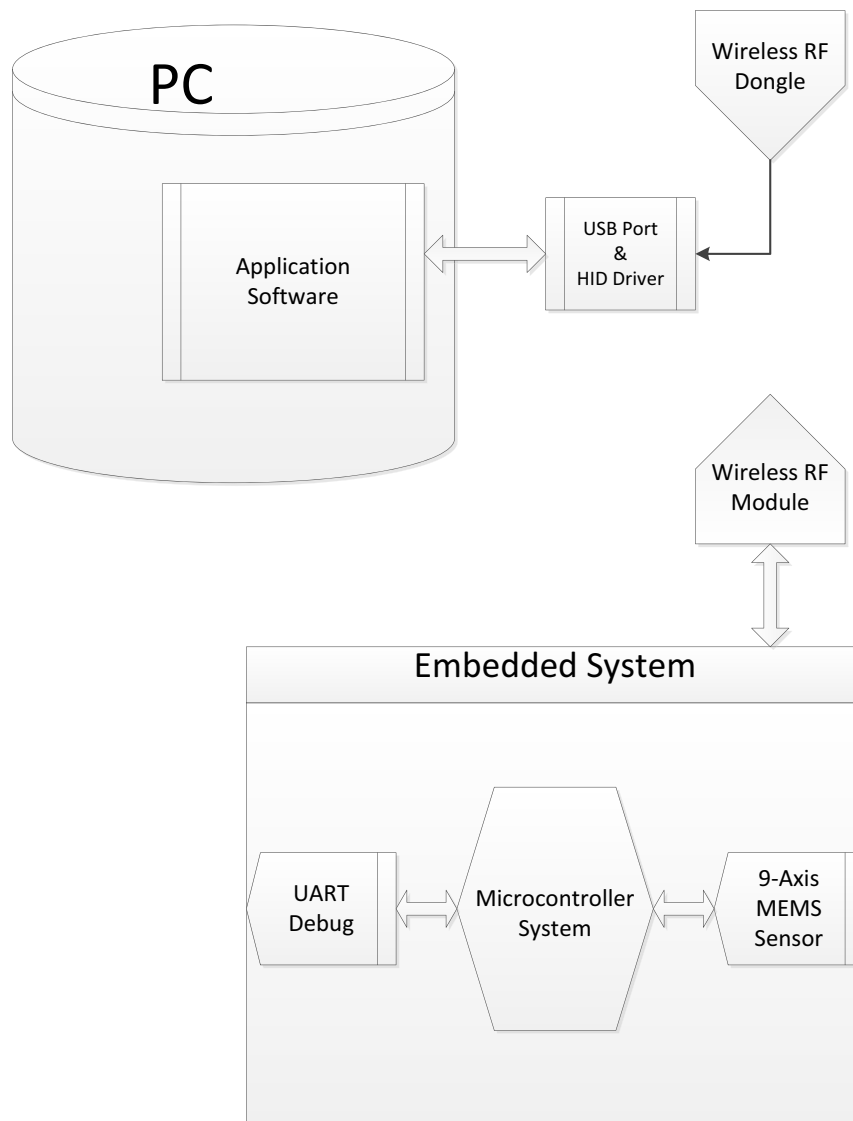 PC
Wireless RF
Dongle
Application
Software
USB Port
&
HID Driver
Wireless RF
Module
Embedded System
UART
Debug
Microcontroller
System
9-Axis
MEMS
Sensor